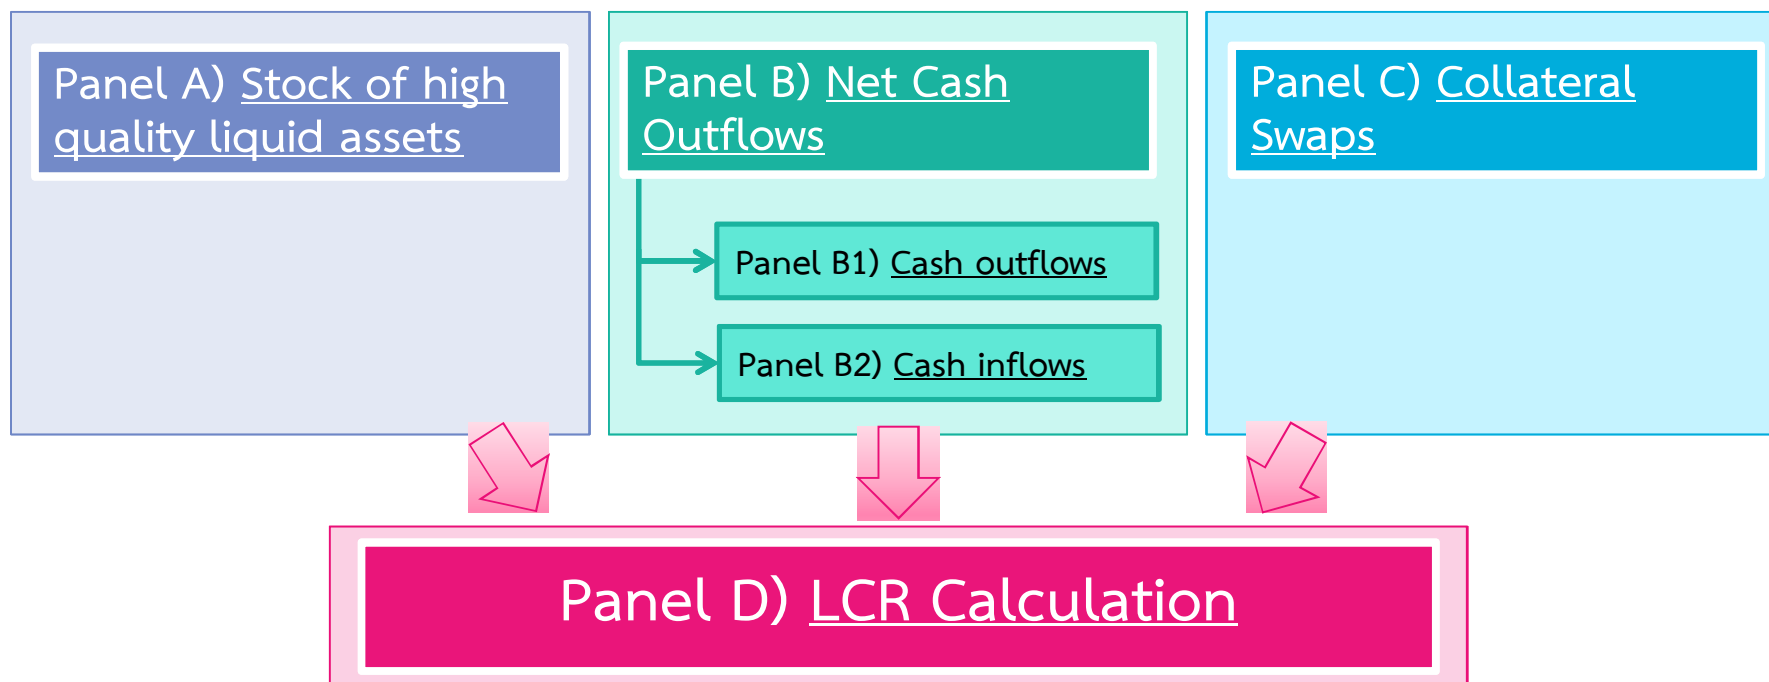 Panel A) Stock of high
quality liquid assets
Panel B) Net Cash
Outflows
Panel B1) Cash outflows
Panel B2) Cash inflows
Panel C) Collateral
Swaps
Panel D) LCR Calculation